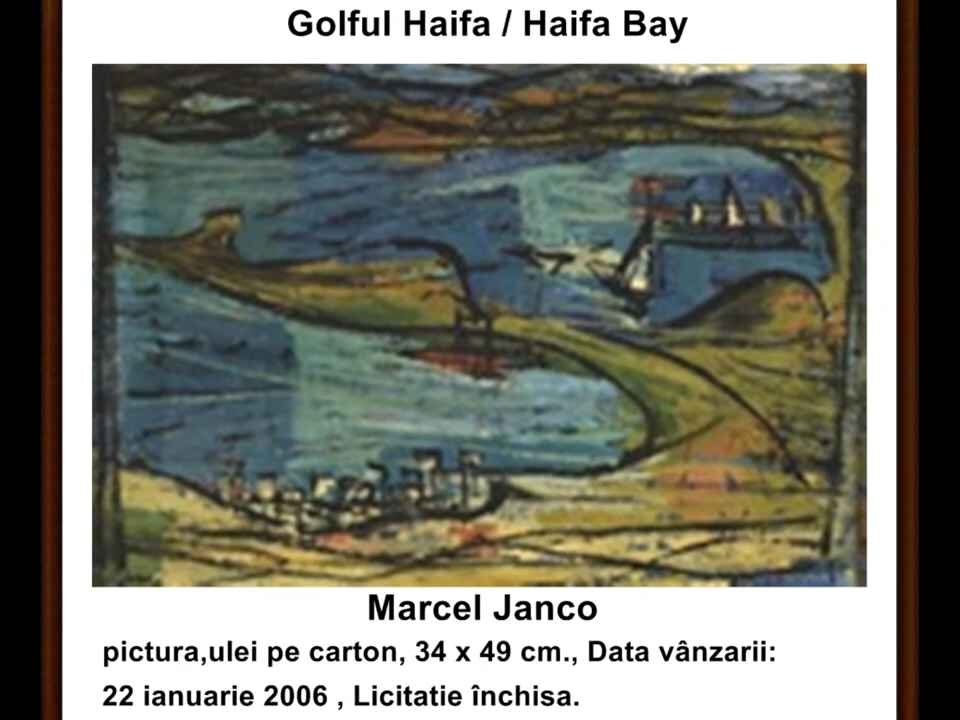 Golful Haifa / Haifa Bay
Marcel Janco
pictura,ulei pe carton, 34 x 49 cm., Data vânzarii:
22 ianuarie 2006 , Licitatie închisa.